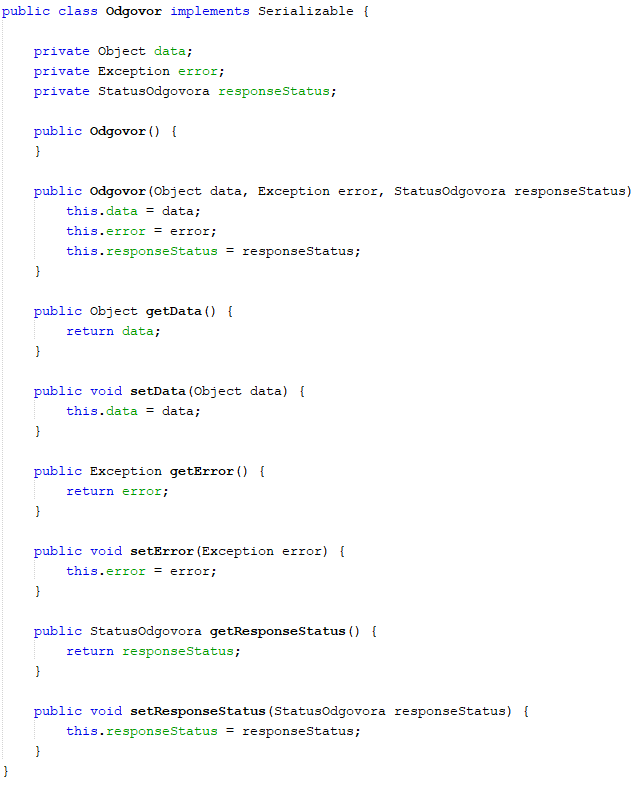 public class Odgovor implements Serializable {
private Object data;
private Exception error;
private StatusOdgovora responseStatus;
public Odgovor() {
}
public Odgovor(Object data, Exception error, StatusOdgovora responseStatus)
this.data = data;
this.error = error;
this.responseStatus = responseStatus;
}
public Object getData() {
return data;
}
public void setData(Object data) {
this.data = data;
}
public Exception getError() {
return error;
}
public void setError(Exception error) {
this.error = error;
}
public StatusOdgovora getResponseStatus() {
return responseStatus;
}
public void setResponseStatus(StatusOdgovora responseStatus) {
this.responseStatus = responseStatus;
}
}